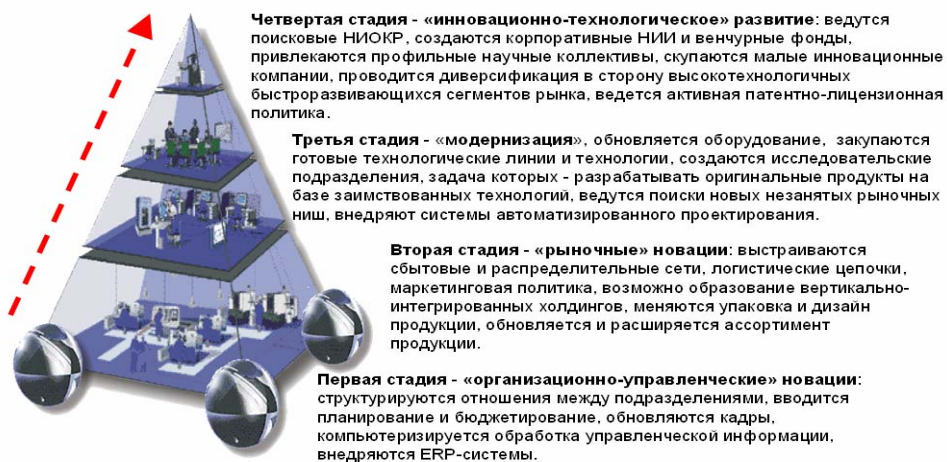 Четвертая стадия - «инновационно-технологическое» развитие: ведутся
поисковые НИОКР, создаются корпоративные НИИ и венчурные фонды,
привлекаются профильные научные коллективы, скупаются малые инновационные
компании, проводится диверсификация в сторону высокотехнологичных
быстроразвивающихся сегментов рынка, ведется активная патентно-лицензионная
политика.
Третья стадия - «модернизация», обновляется оборудование, закупаются
готовые технологические линии и технологии, создаются исследовательские
подразделения, задача которых - разрабатывать оригинальные продукты на
базе заимствованных технологий, ведутся поиски новых незанятых рыночных
ниш, внедряют системы автоматизированного проектирования.
Вторая стадия - «рыночные» новации: выстраиваются
сбытовые и распределительные сети, логистические цепочки,
маркетинговая политика, возможно образование вертикально-
интегрированных холдингов, меняются упаковка и дизайн
продукции, обновляется и расширяется ассортимент
продукции.
Первая стадия - «организационно-управленческие» новации:
структурируются отношения между подразделениями, вводится
планирование и бюджетирование, обновляются кадры,
компьютеризируется обработка управленческой информации,
внедряются ERP-системы.